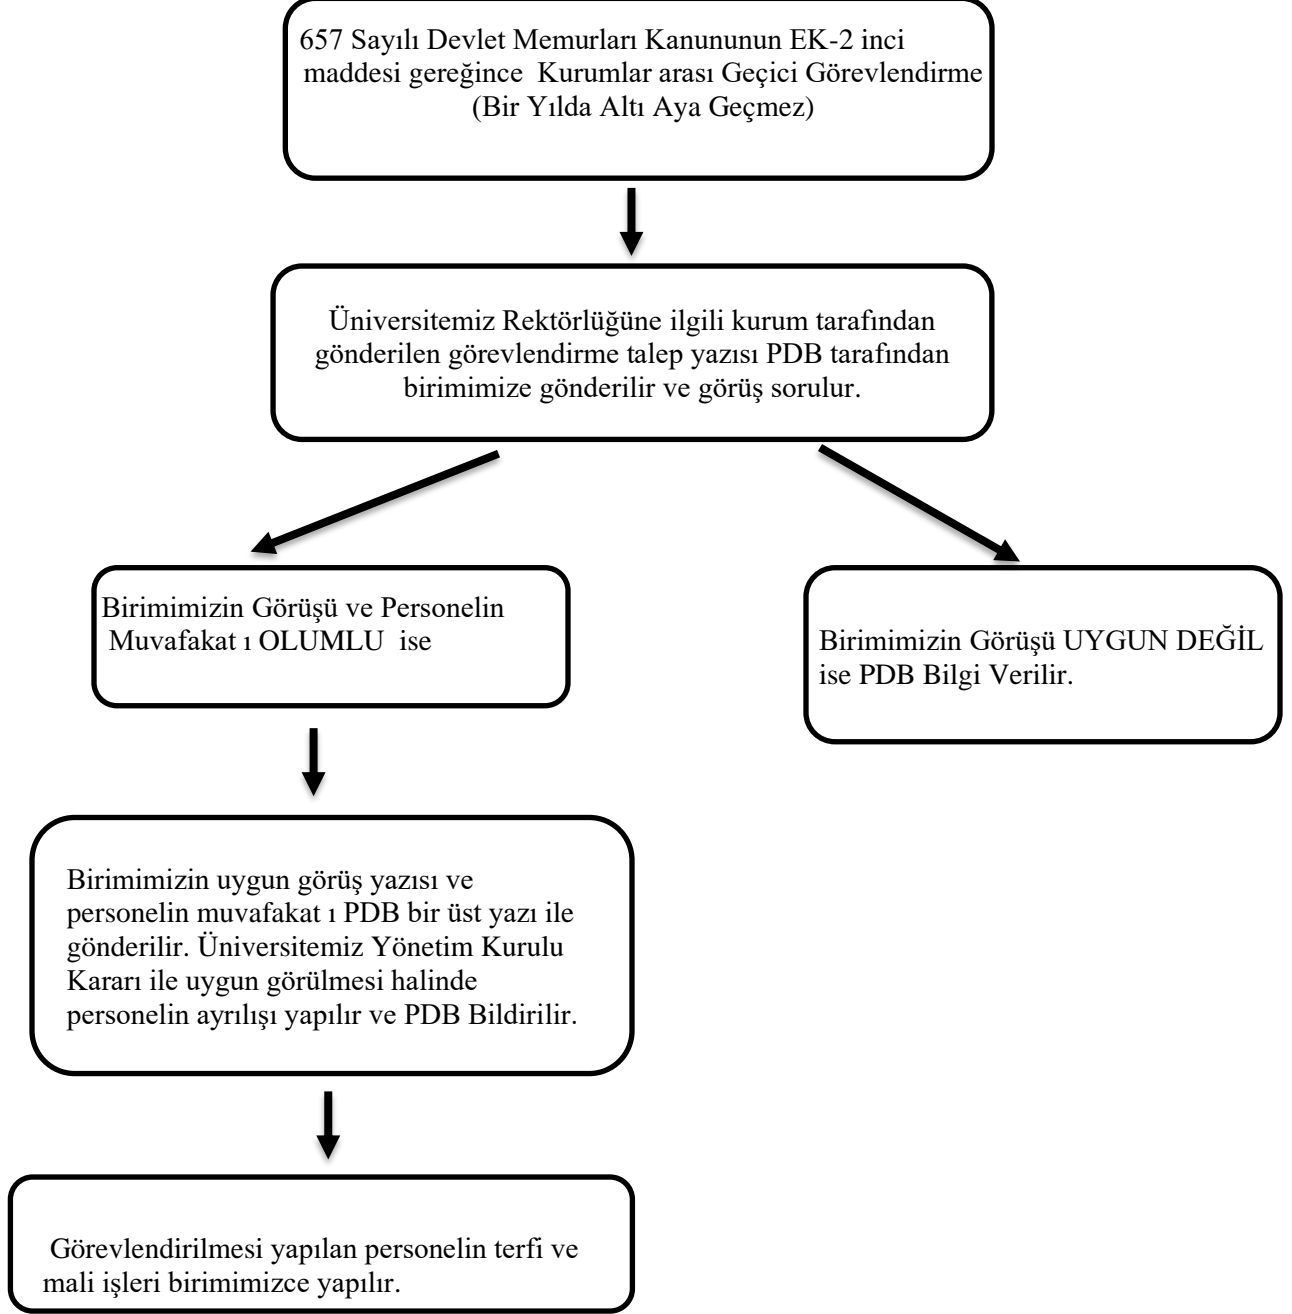 657 Sayılı Devlet Memurları Kanununun EK-2 inci
maddesi gereğince  Kurumlar arası Geçici Görevlendirme
(Bir Yılda Altı Aya Geçmez)
Üniversitemiz Rektörlüğüne ilgili kurum tarafından
gönderilen görevlendirme talep yazısı PDB tarafından
birimimize gönderilir ve görüş sorulur.
Birimimizin Görüşü ve Personelin
Muvafakat ı OLUMLU  ise
Birimimizin Görüşü UYGUN DEĞİL
ise PDB Bilgi Verilir.
Birimimizin uygun görüş yazısı ve
personelin muvafakat ı PDB bir üst yazı ile
gönderilir. Üniversitemiz Yönetim Kurulu
Kararı ile uygun görülmesi halinde
personelin ayrılışı yapılır ve PDB Bildirilir.
Görevlendirilmesi yapılan personelin terfi ve
mali işleri birimimizce yapılır.